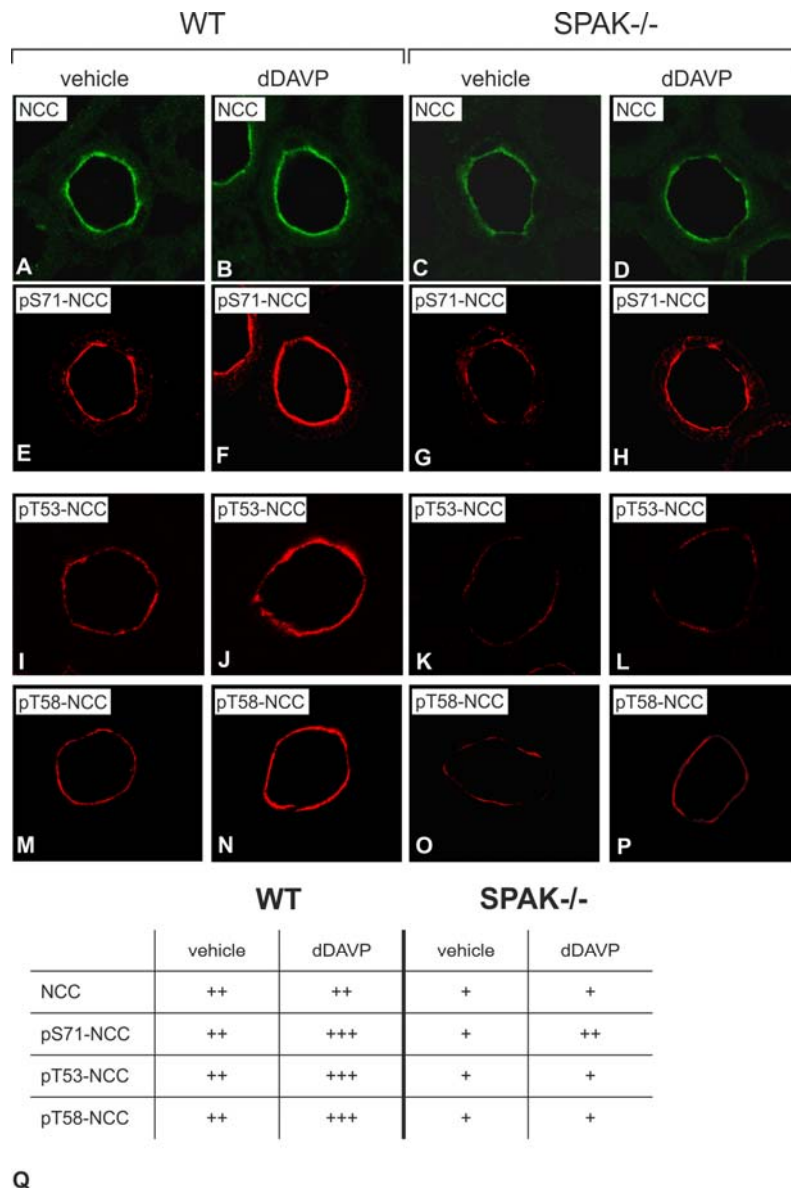 WT SPAK-/-
vehicle dDAVP vehicle dDAVP
NCC NCC NCC NCC
A B C D
pS71-NCC pS71-NCC pS71-NCC pS71-NCC
E F G H
pT53-NCC pT53-NCC pT53-NCC pT53-NCC
I J K L
pT58-NCC pT58-NCC pT58-NCC pT58-NCC
M N O P
WT SPAK-/-
vehicle dDAVP vehicle dDAVP
NCC ++ ++ + +
pS71-NCC ++ +++ + ++
pT53-NCC ++ +++ + +
pT58-NCC ++ +++ + +
Q